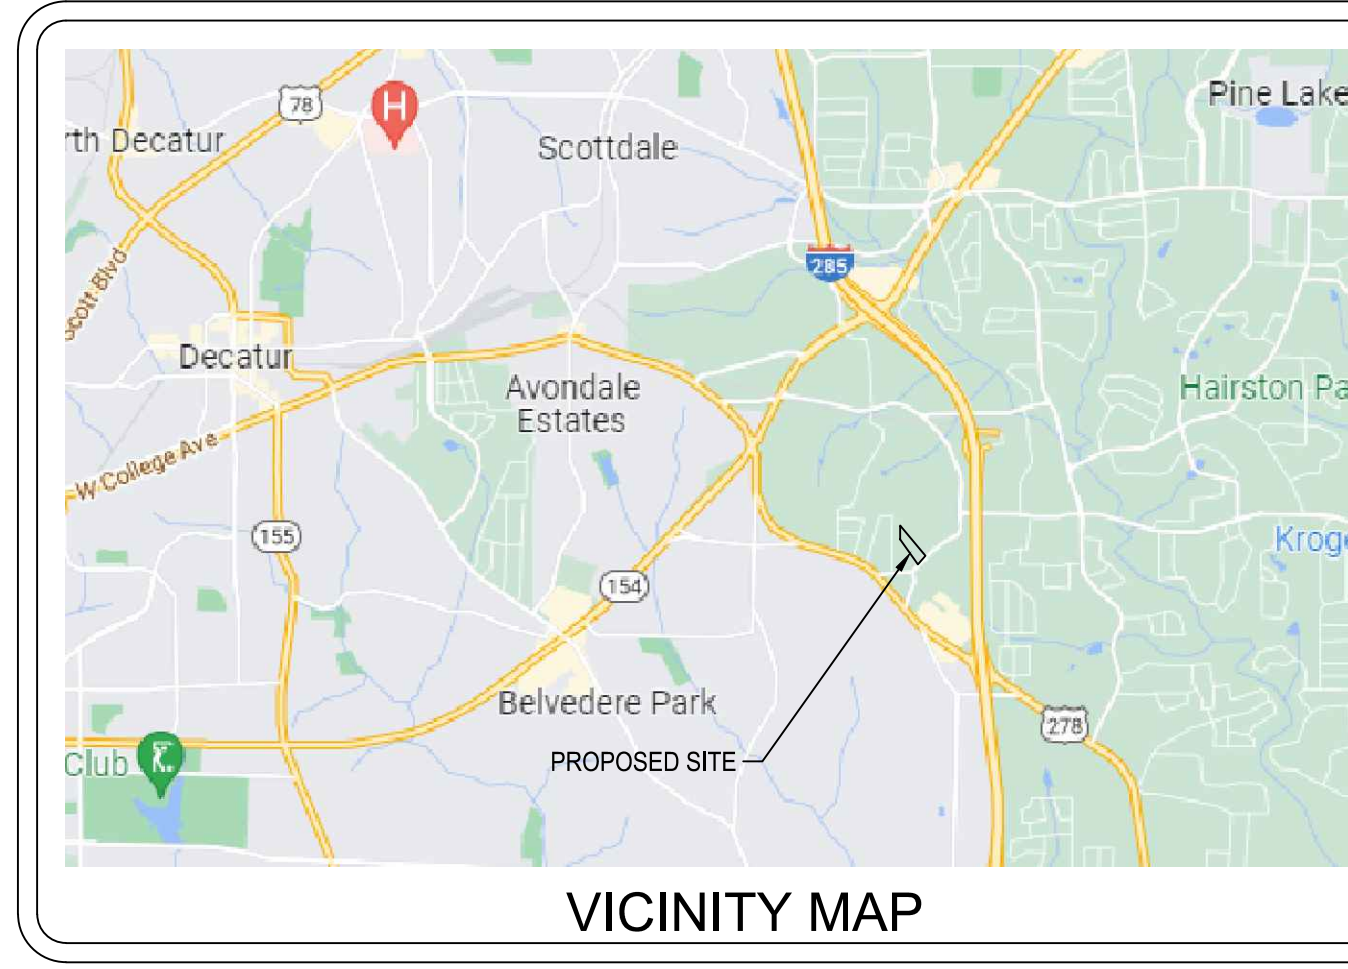 78
H
Pine Lake
rth Decatur
Scottdale
Scott Blvd
285
Decatur
Avondale
Estates
Hairston Pa
W College Ave
155
Kroge
154
Belvedere Park
278
Club
PROPOSED SITE
VICINITY MAP